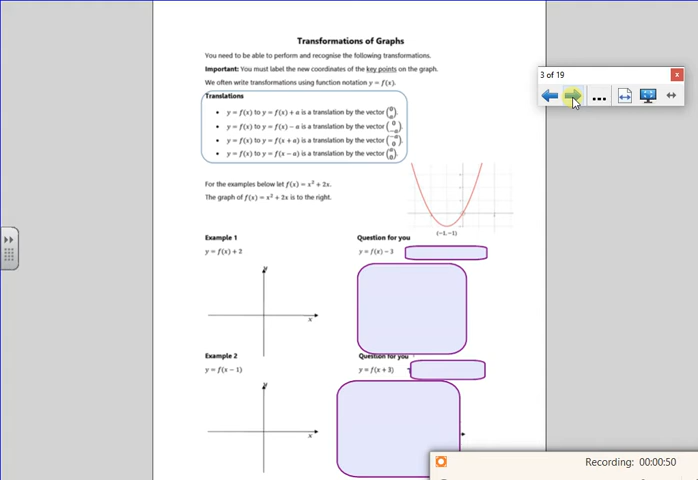 Transformations of Graphs
You need to be able to perform and recognise the following transformations.
Important: You must label the new coordinates of the key points on the graph.
We often write transformations using function notation y = f(x).
Translations
• y = f(x) to y = f(x) + a is a translation by the vector (0 a).
• y = f(x) to y = f(x) − a is a translation by the vector (0 −a).
• y = f(x) to y = f(x + a) is a translation by the vector (−a 0).
• y = f(x) to y = f(x − a) is a translation by the vector (a 0).
For the examples below let f(x) = x² + 2x.
The graph of f(x) = x² + 2x is to the right.
(−1, −1)
Example 1
Question for you
y = f(x) + 2
y = f(x) − 3
y
x
Example 2
Question for you
y = f(x − 1)
y = f(x + 3)
y
x
3 of 19
x
...
Recording: 00:00:50